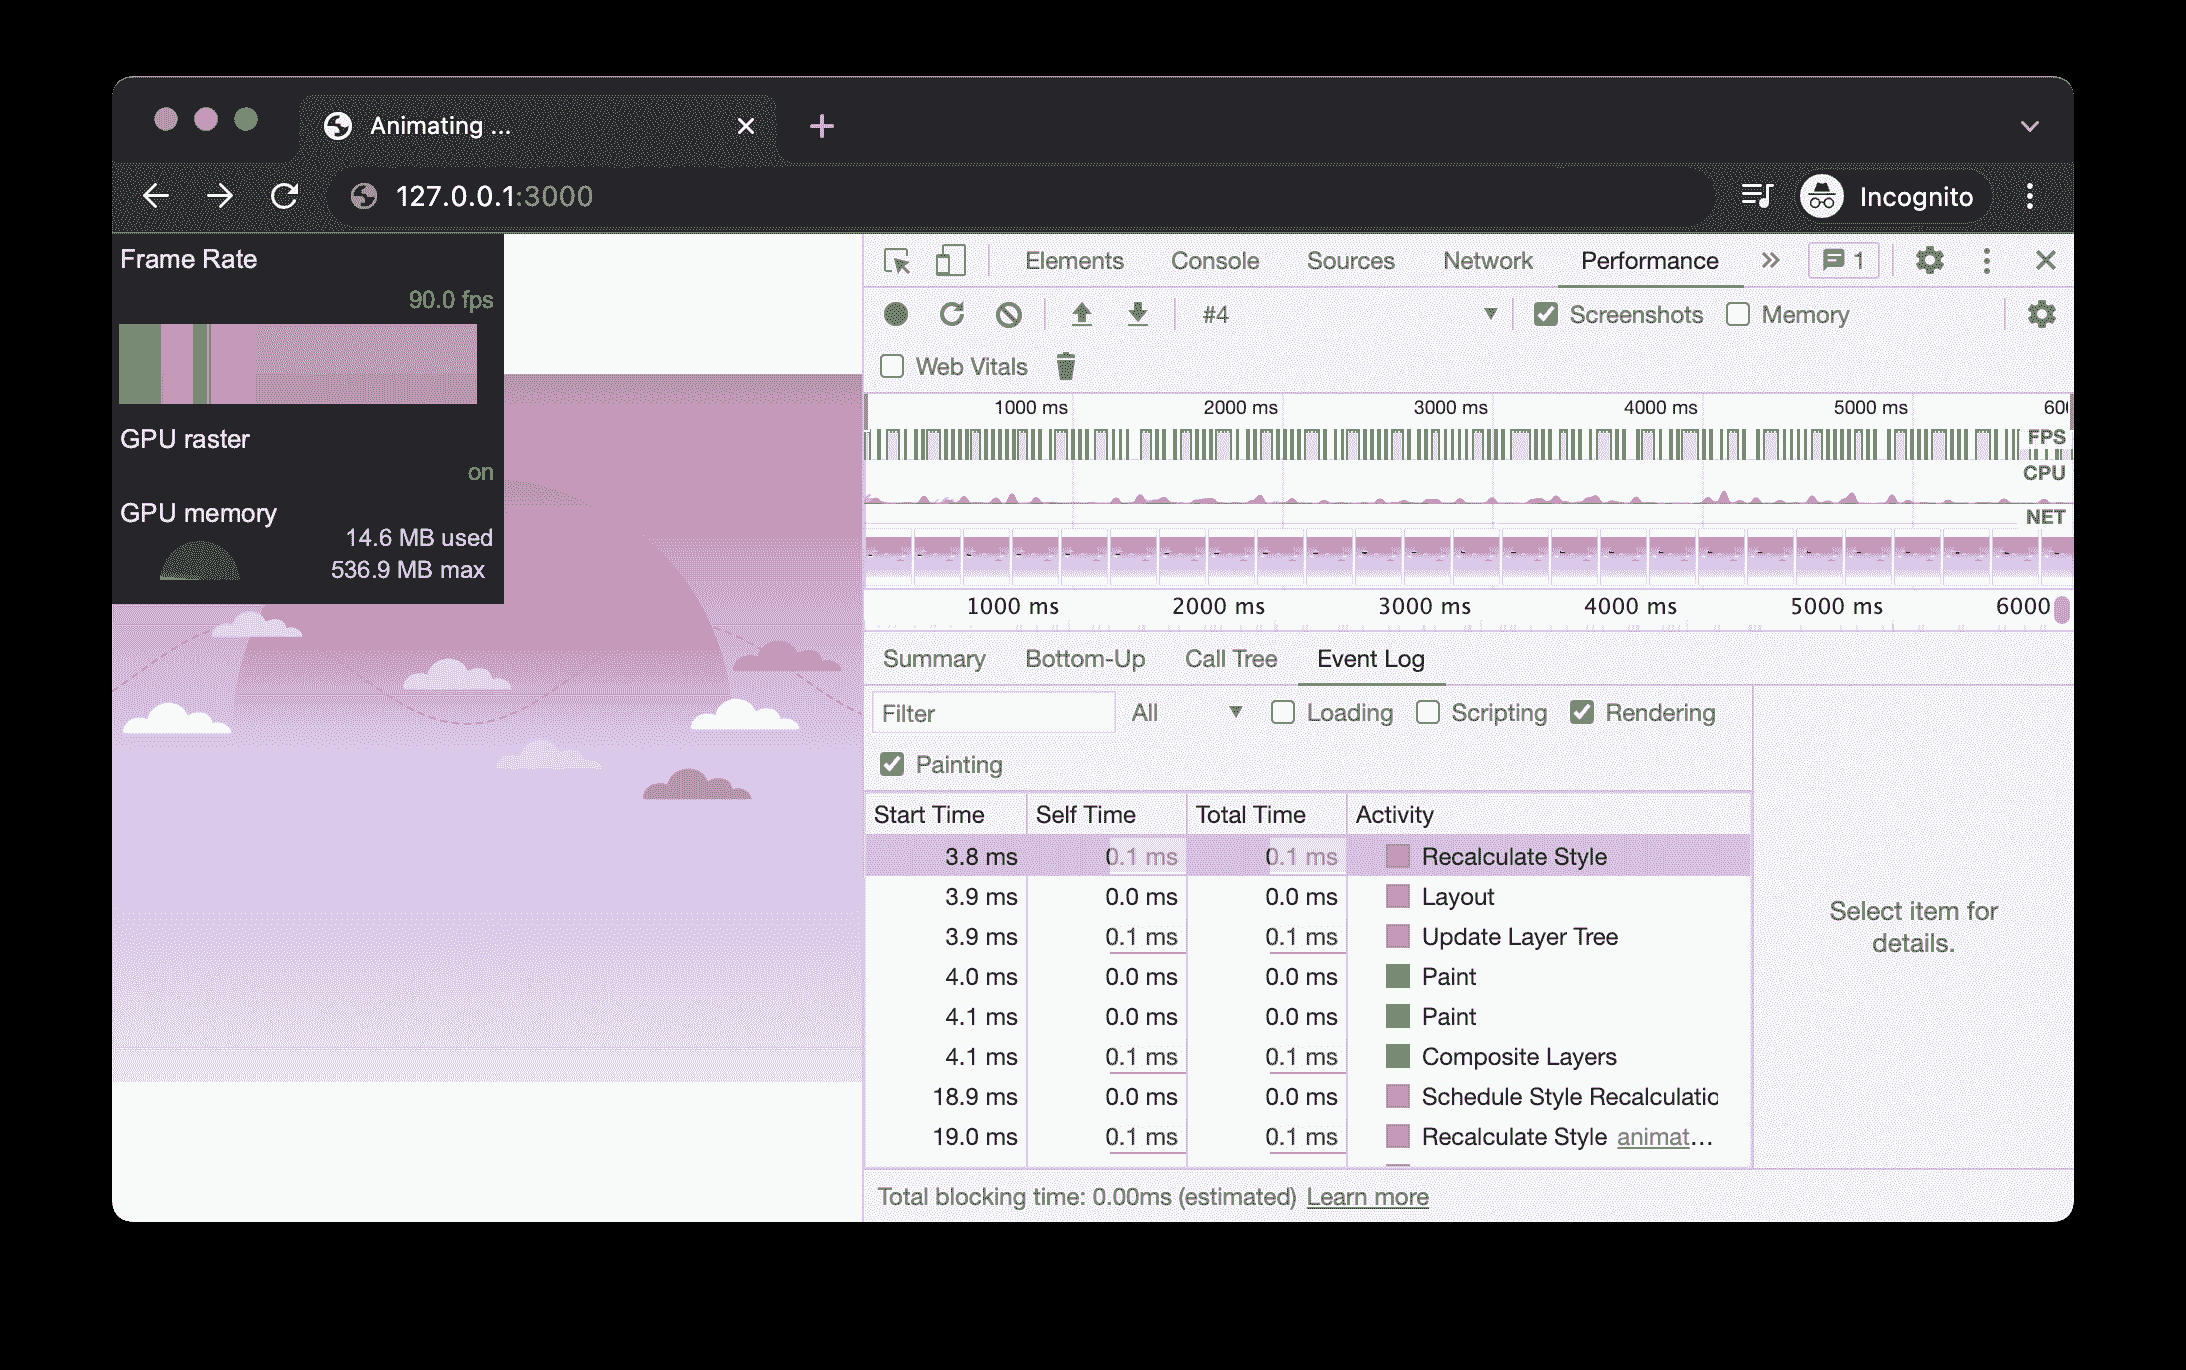 Animating ...
127.0.0.1:3000
Incognito
Frame Rate
90.0 fps
GPU raster
on
GPU memory
14.6 MB used
536.9 MB max
Elements Console Sources Network Performance 1
#4 Screenshots Memory
Web Vitals
1000 ms 2000 ms 3000 ms 4000 ms 5000 ms 600
FPS
CPU
NET
1000 ms 2000 ms 3000 ms 4000 ms 5000 ms 6000
Summary Bottom-Up Call Tree Event Log
Filter All Loading Scripting Rendering
Painting
Start Time Self Time Total Time Activity
3.8 ms 0.1 ms 0.1 ms Recalculate Style
3.9 ms 0.0 ms 0.0 ms Layout
3.9 ms 0.1 ms 0.1 ms Update Layer Tree
4.0 ms 0.0 ms 0.0 ms Paint
4.1 ms 0.0 ms 0.0 ms Paint
4.1 ms 0.1 ms 0.1 ms Composite Layers
18.9 ms 0.0 ms 0.0 ms Schedule Style Recalculatio
19.0 ms 0.1 ms 0.1 ms Recalculate Style animat...
Select item for
details.
Total blocking time: 0.00ms (estimated) Learn more